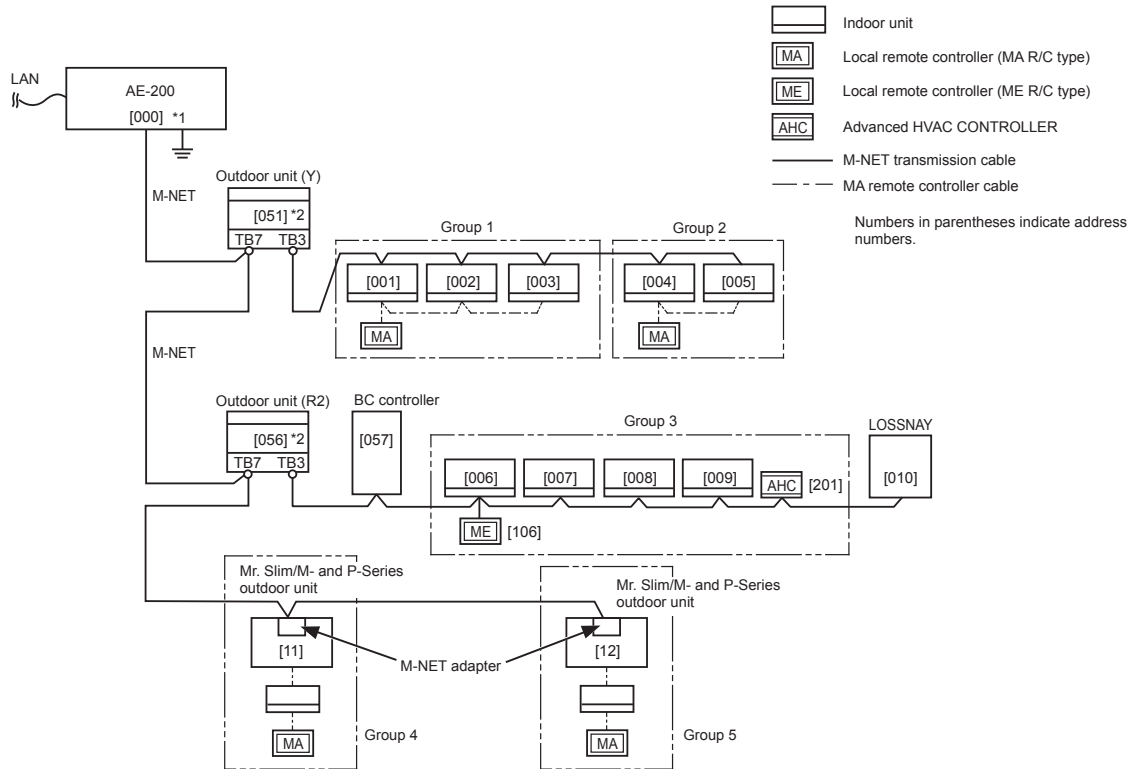 Indoor unit
MA Local remote controller (MA R/C type)
ME Local remote controller (ME R/C type)
AHC Advanced HVAC CONTROLLER
M-NET transmission cable
MA remote controller cable
Numbers in parentheses indicate address
numbers.
LAN
AE-200
[000] *1
M-NET
Outdoor unit (Y)
[051] *2
TB7 TB3
Group 1
[001] [002] [003]
MA
Group 2
[004] [005]
MA
M-NET
Outdoor unit (R2)
[056] *2
TB7 TB3
BC controller
[057]
Group 3
[006] [007] [008] [009] AHC [201]
ME [106]
LOSSNAY
[010]
Mr. Slim/M- and P-Series
outdoor unit
[11]
MA
Group 4
M-NET adapter
Mr. Slim/M- and P-Series
outdoor unit
[12]
MA
Group 5